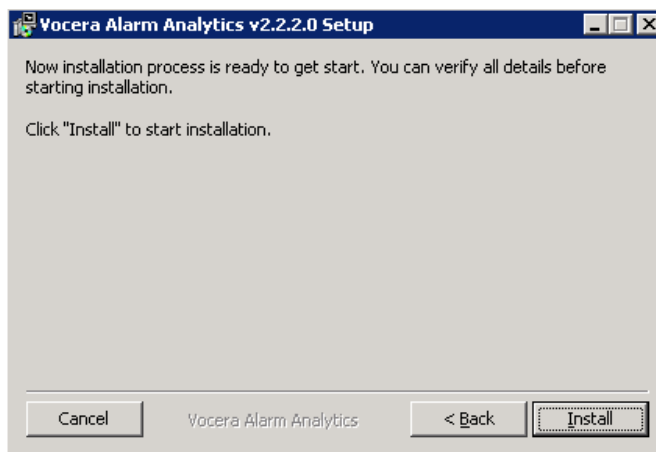 Vocera Alarm Analytics v2.2.2.0 Setup
Now installation process is ready to get start. You can verify all details before
starting installation.
Click "Install" to start installation.
Cancel
Vocera Alarm Analytics
< Back
Install